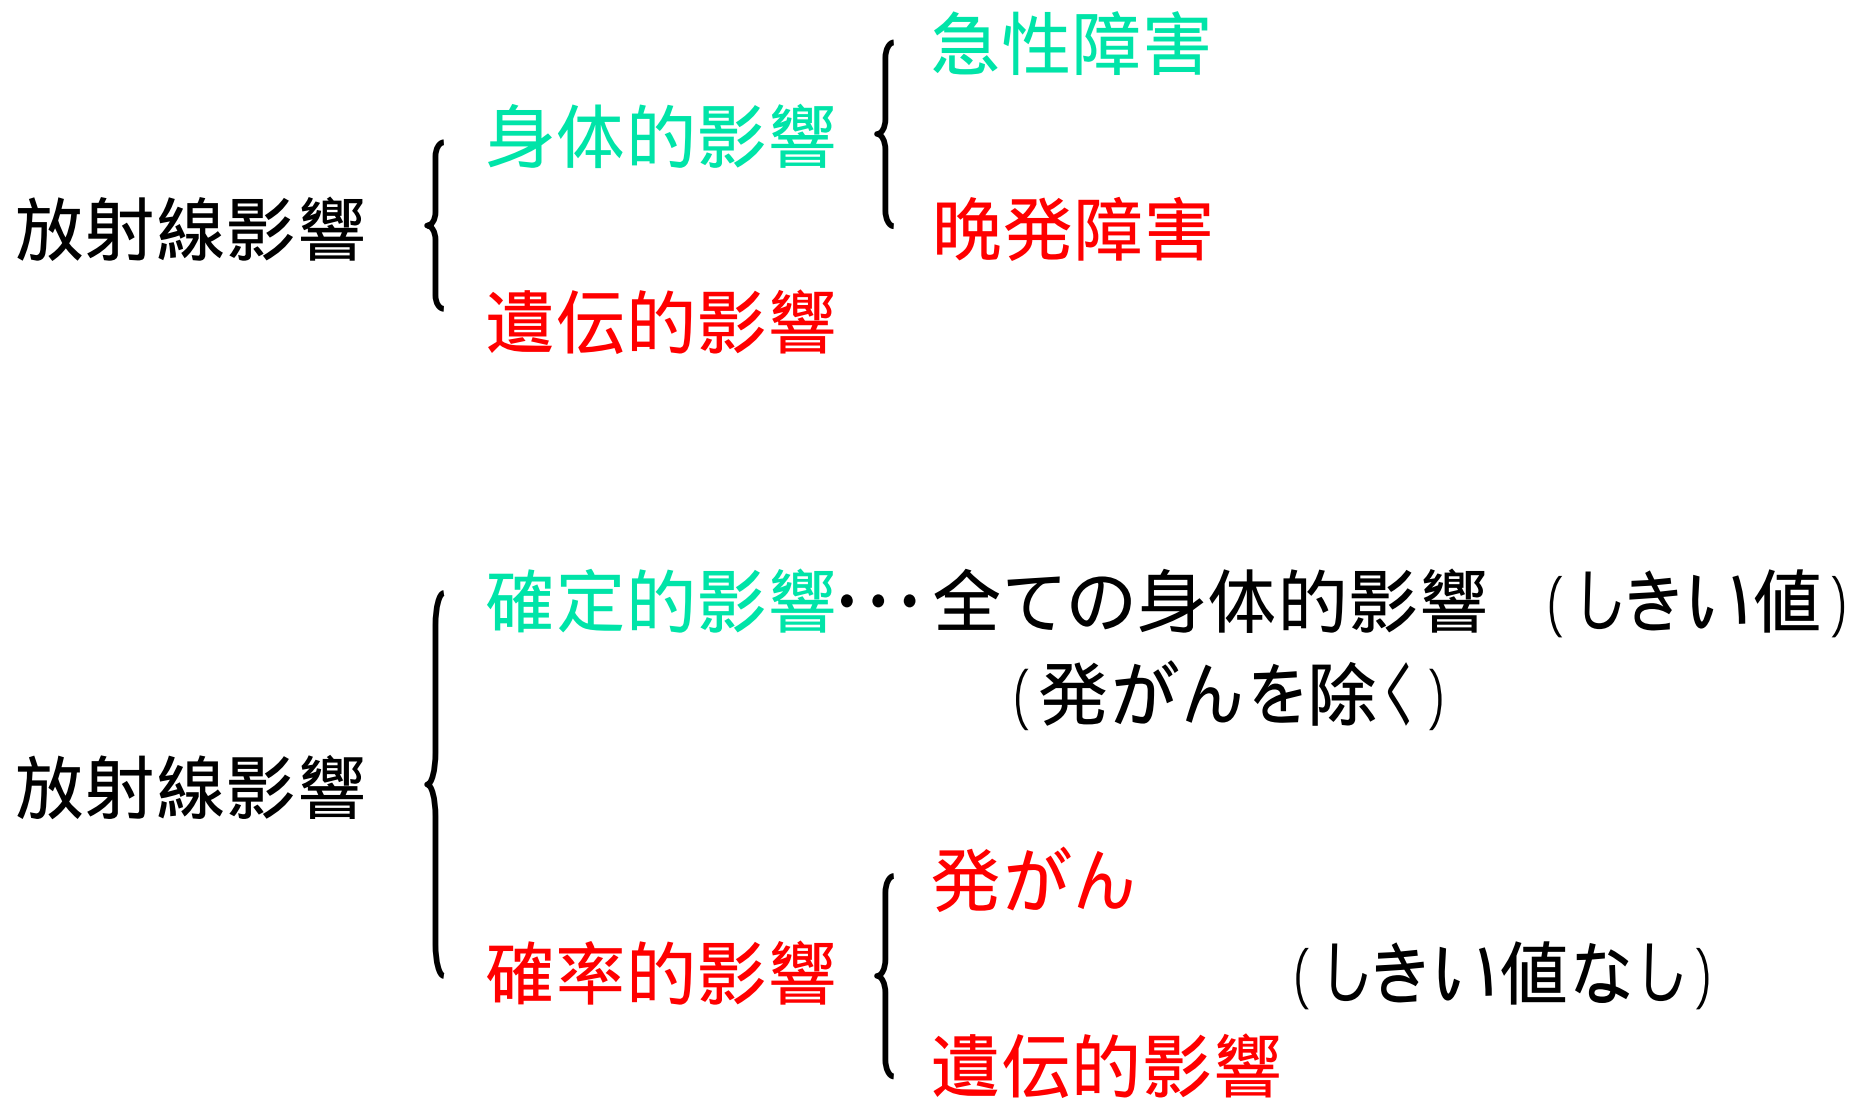 急性障害
身体的影響
放射線影響
晩発障害
遺伝的影響
確定的影響･･･全ての身体的影響 (しきい値)
(発がんを除く)
放射線影響
発がん
確率的影響
(しきい値なし)
遺伝的影響